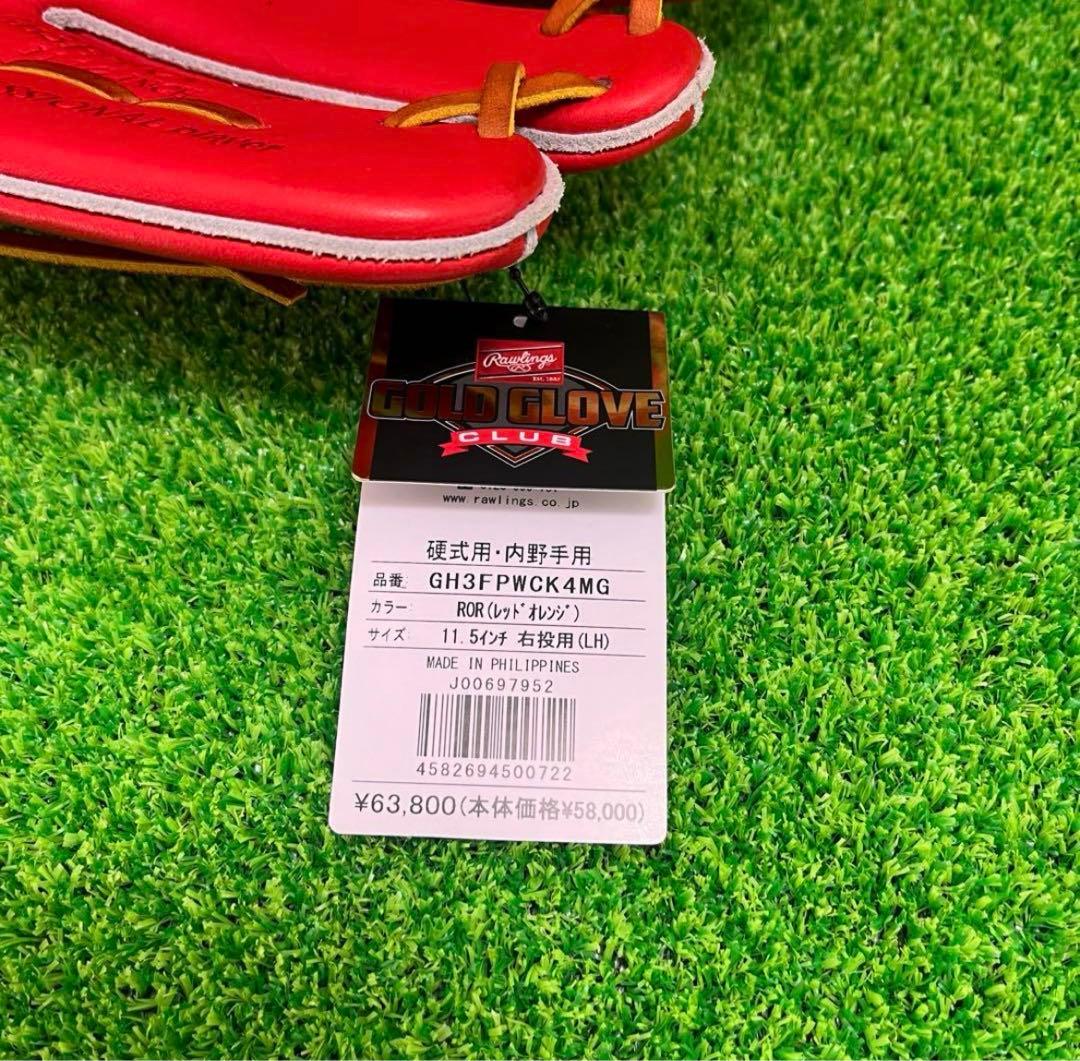 SSIONAL
Rawlings
EST. 1887
GOLD GLOVE
CLUB
www.rawlings.co.jp
硬式用・内野手用
品番: GH3FPWCK4MG
カラー: ROR(レッドオレンジ)
サイズ: 11.5インチ 右投用(LH)
MADE IN PHILIPPINES
J00697952
4582694500722
¥63,800(本体価格¥58,000)